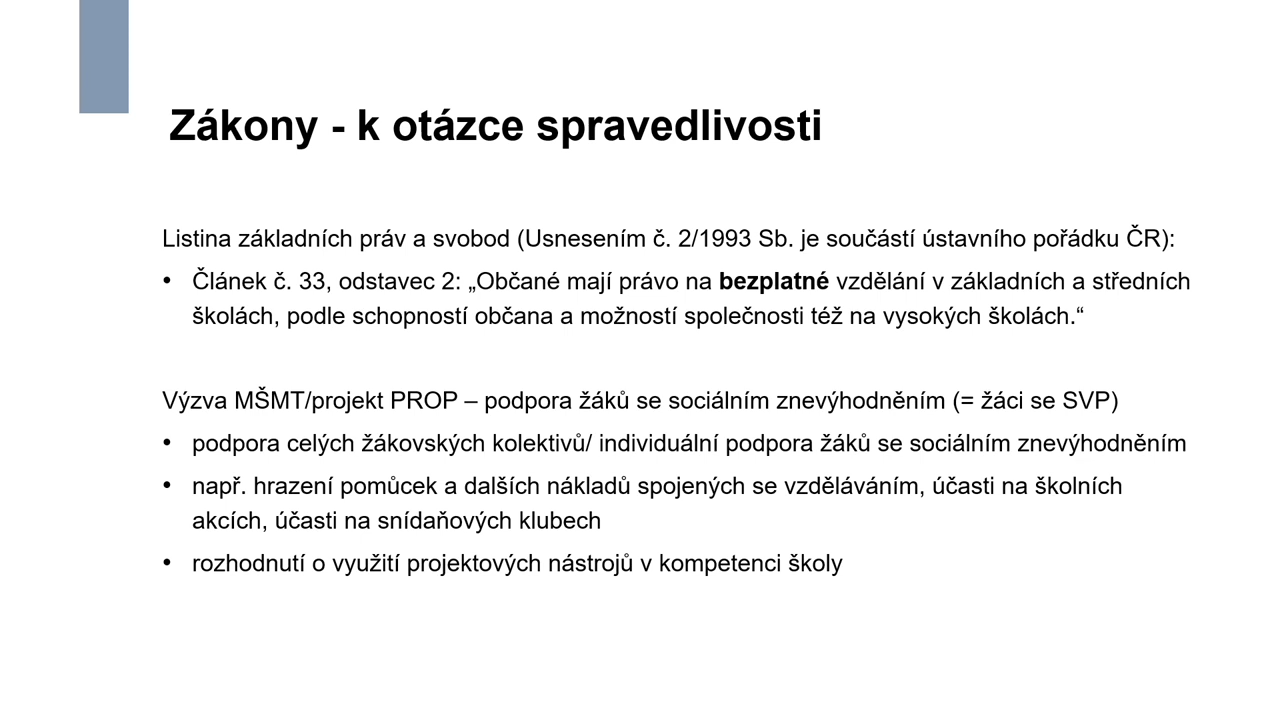 Zákony - k otázce spravedlivosti
Listina základních práv a svobod (Usnesením č. 2/1993 Sb. je součástí ústavního pořádku ČR):
• Článek č. 33, odstavec 2: „Občané mají právo na bezplatné vzdělání v základních a středních
školách, podle schopností občana a možností společnosti též na vysokých školách.“
Výzva MŠMT/projekt PROP – podpora žáků se sociálním znevýhodněním (= žáci se SVP)
• podpora celých žákovských kolektivů/ individuální podpora žáků se sociálním znevýhodněním
• např. hrazení pomůcek a dalších nákladů spojených se vzděláváním, účasti na školních
akcích, účasti na snídaňových klubech
• rozhodnutí o využití projektových nástrojů v kompetenci školy